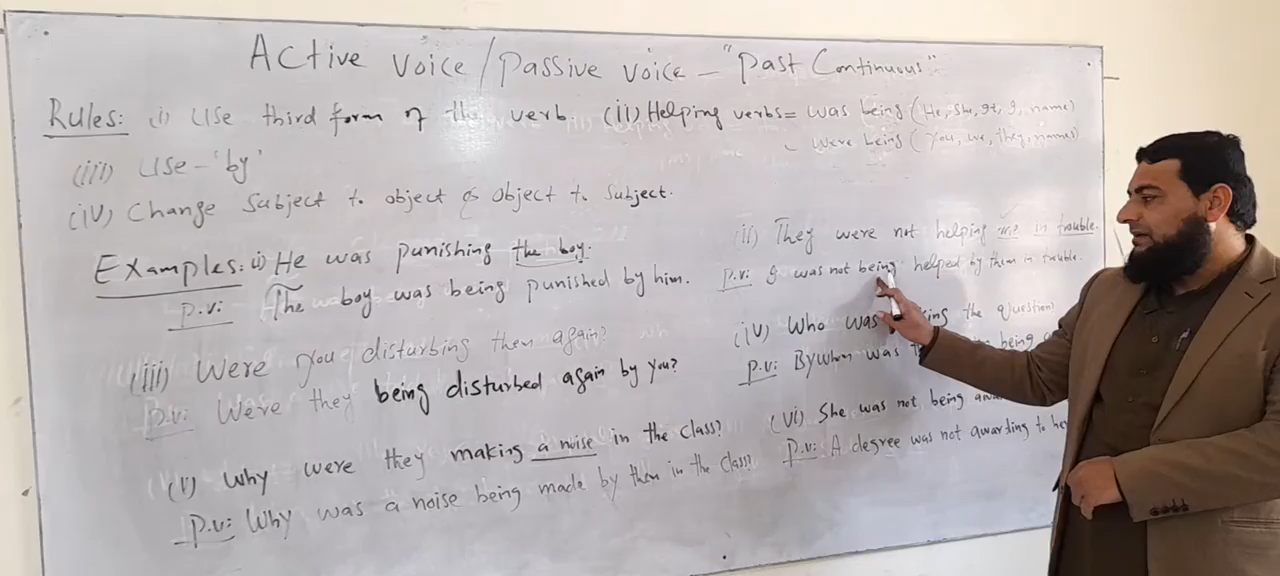 Active voice/Passive voice - "Past Continuous"
Rules: (i) Use third form of the verb. (ii) Helping verbs = was being (He, she, it, I, name)
were being (You, we, they, names)
(iii) Use - 'by'
(iv) Change Subject to object & object to subject.
Examples: (i) He was punishing the boy.
P.V: The boy was being punished by him.
(ii) They were not helping me in trouble.
P.V: I was not being helped by them in trouble.
(iii) Were you disturbing them again?
P.V: Were they being disturbed again by you?
(iv) Who was the question
P.V: By whom was being
(v) Why were they making a noise in the class?
P.V: Why was a noise being made by them in the class?
(vi) She was not being
P.V: A degree was not awarding to her